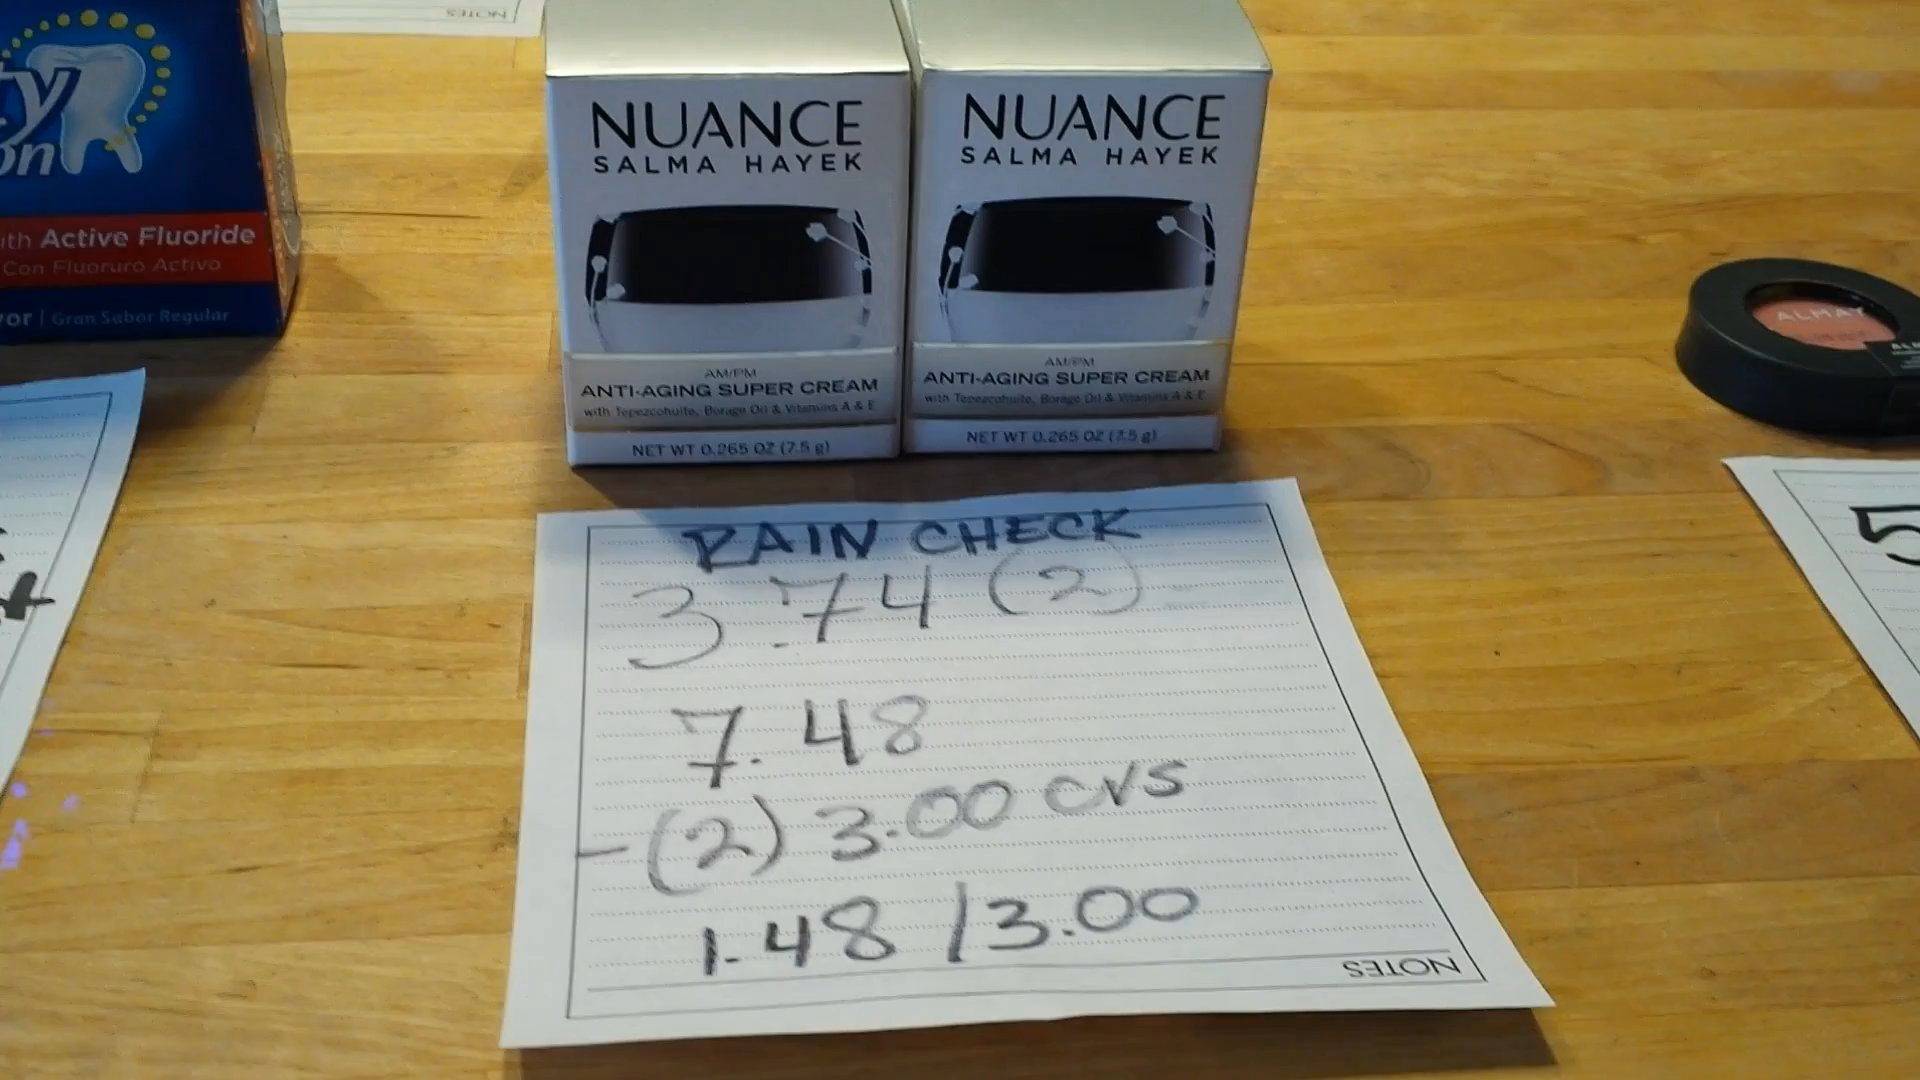 NOTES
ty
on
ith Active Fluoride
Con Fluoruro Activo
vor | Gran Sabor Regular
NUANCE
SALMA HAYEK
AM/PM
ANTI-AGING SUPER CREAM
with Tepezcohuite, Borage Oil & Vitamins A & E
NET WT 0.265 OZ (7.5 g)
NUANCE
SALMA HAYEK
AM/PM
ANTI-AGING SUPER CREAM
with Tepezcohuite, Borage Oil & Vitamins A & E
NET WT 0.265 OZ (7.5 g)
ALMAY
RAIN CHECK
3.74 (2)
7.48
- (2) 3.00 CVS
1.48 / 3.00
NOTES
5